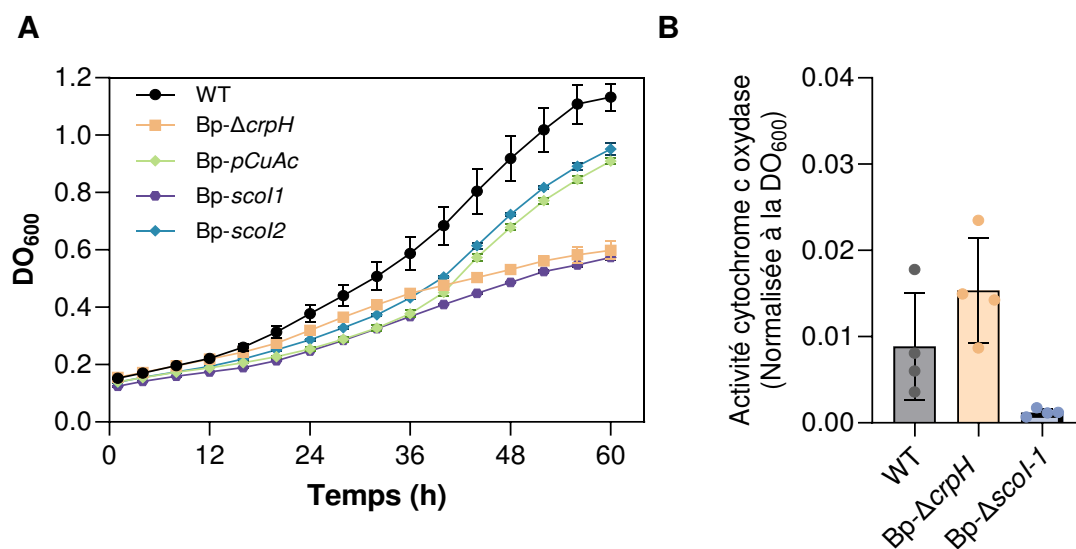 A
DO600
1.2
1.0
0.8
0.6
0.4
0.2
0.0
WT
Bp-ΔcrpH
Bp-pCuAc
Bp-scoI1
Bp-scoI2
0 12 24 36 48 60
Temps (h)
B
Activité cytochrome c oxydase
(Normalisée à la DO600)
0.04
0.03
0.02
0.01
0.00
WT
Bp-ΔcrpH
Bp-ΔscoI-1